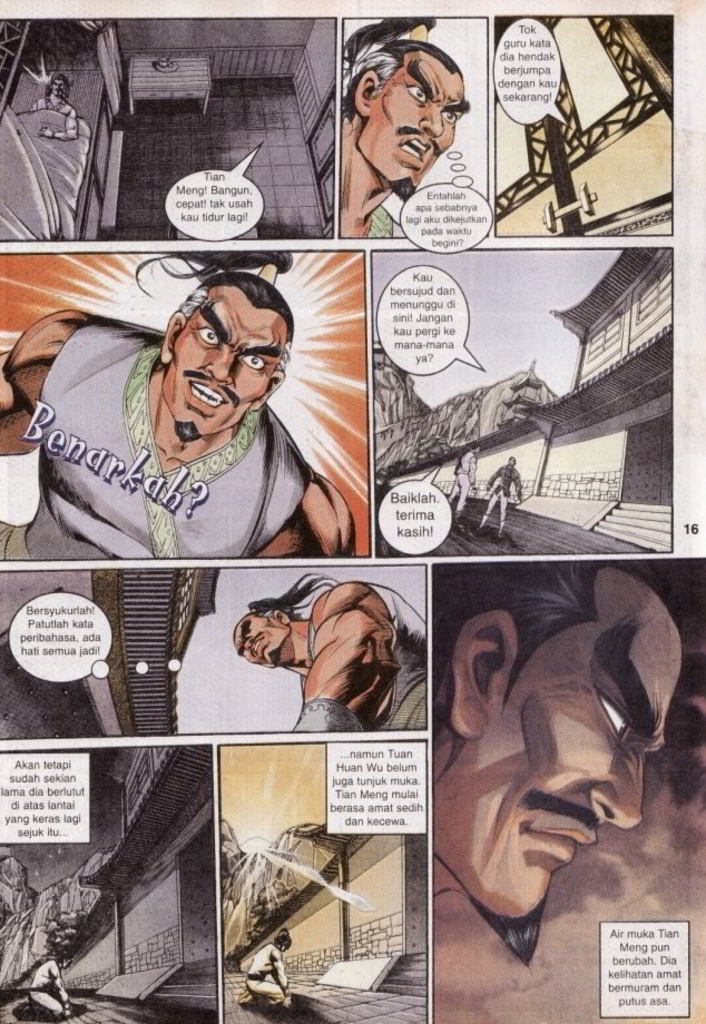 Tian
Meng! Bangun,
cepat! tak usah
kau tidur lagi!
Entahlah
apa sebabnya
lagi aku dikejutkan
pada waktu
begini?
Tok
guru kata
dia hendak
berjumpa
dengan kau
sekarang!
Benarkah?
Kau
bersujud dan
menunggu di
sini! Jangan
kau pergi ke
mana-mana
ya?
Baiklah.
terima
kasih!
16
Bersyukurlah!
Patutlah kata
peribahasa, ada
hati semua jadi!
Akan tetapi
sudah sekian
lama dia berlutut
di atas lantai
yang keras lagi
sejuk itu...
...namun Tuan
Huan Wu belum
juga tunjuk muka.
Tian Meng mulai
berasa amat sedih
dan kecewa.
Air muka Tian
Meng pun
berubah. Dia
kelihatan amat
bermuram dan
putus asa.